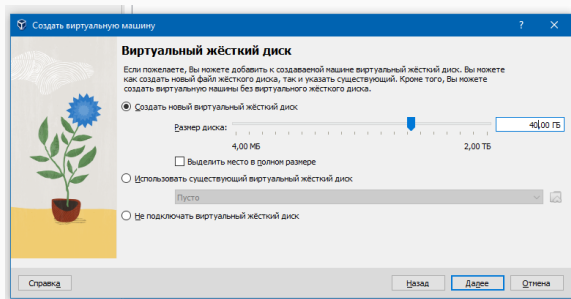 Создать виртуальную машину
Виртуальный жёсткий диск
Если пожелаете, Вы можете добавить к создаваемой машине виртуальный жёсткий диск. Вы можете
как создать новый файл жёсткого диска, так и указать существующий. Кроме того, Вы можете
создать виртуальную машину без виртуального жёсткого диска.
Создать новый виртуальный жёсткий диск
Размер диска:
40,00 ГБ
4,00 МБ
2,00 ТБ
Выделить место в полном размере
Использовать существующий виртуальный жёсткий диск
Пусто
Не подключать виртуальный жёсткий диск
Справка
Назад
Далее
Отмена